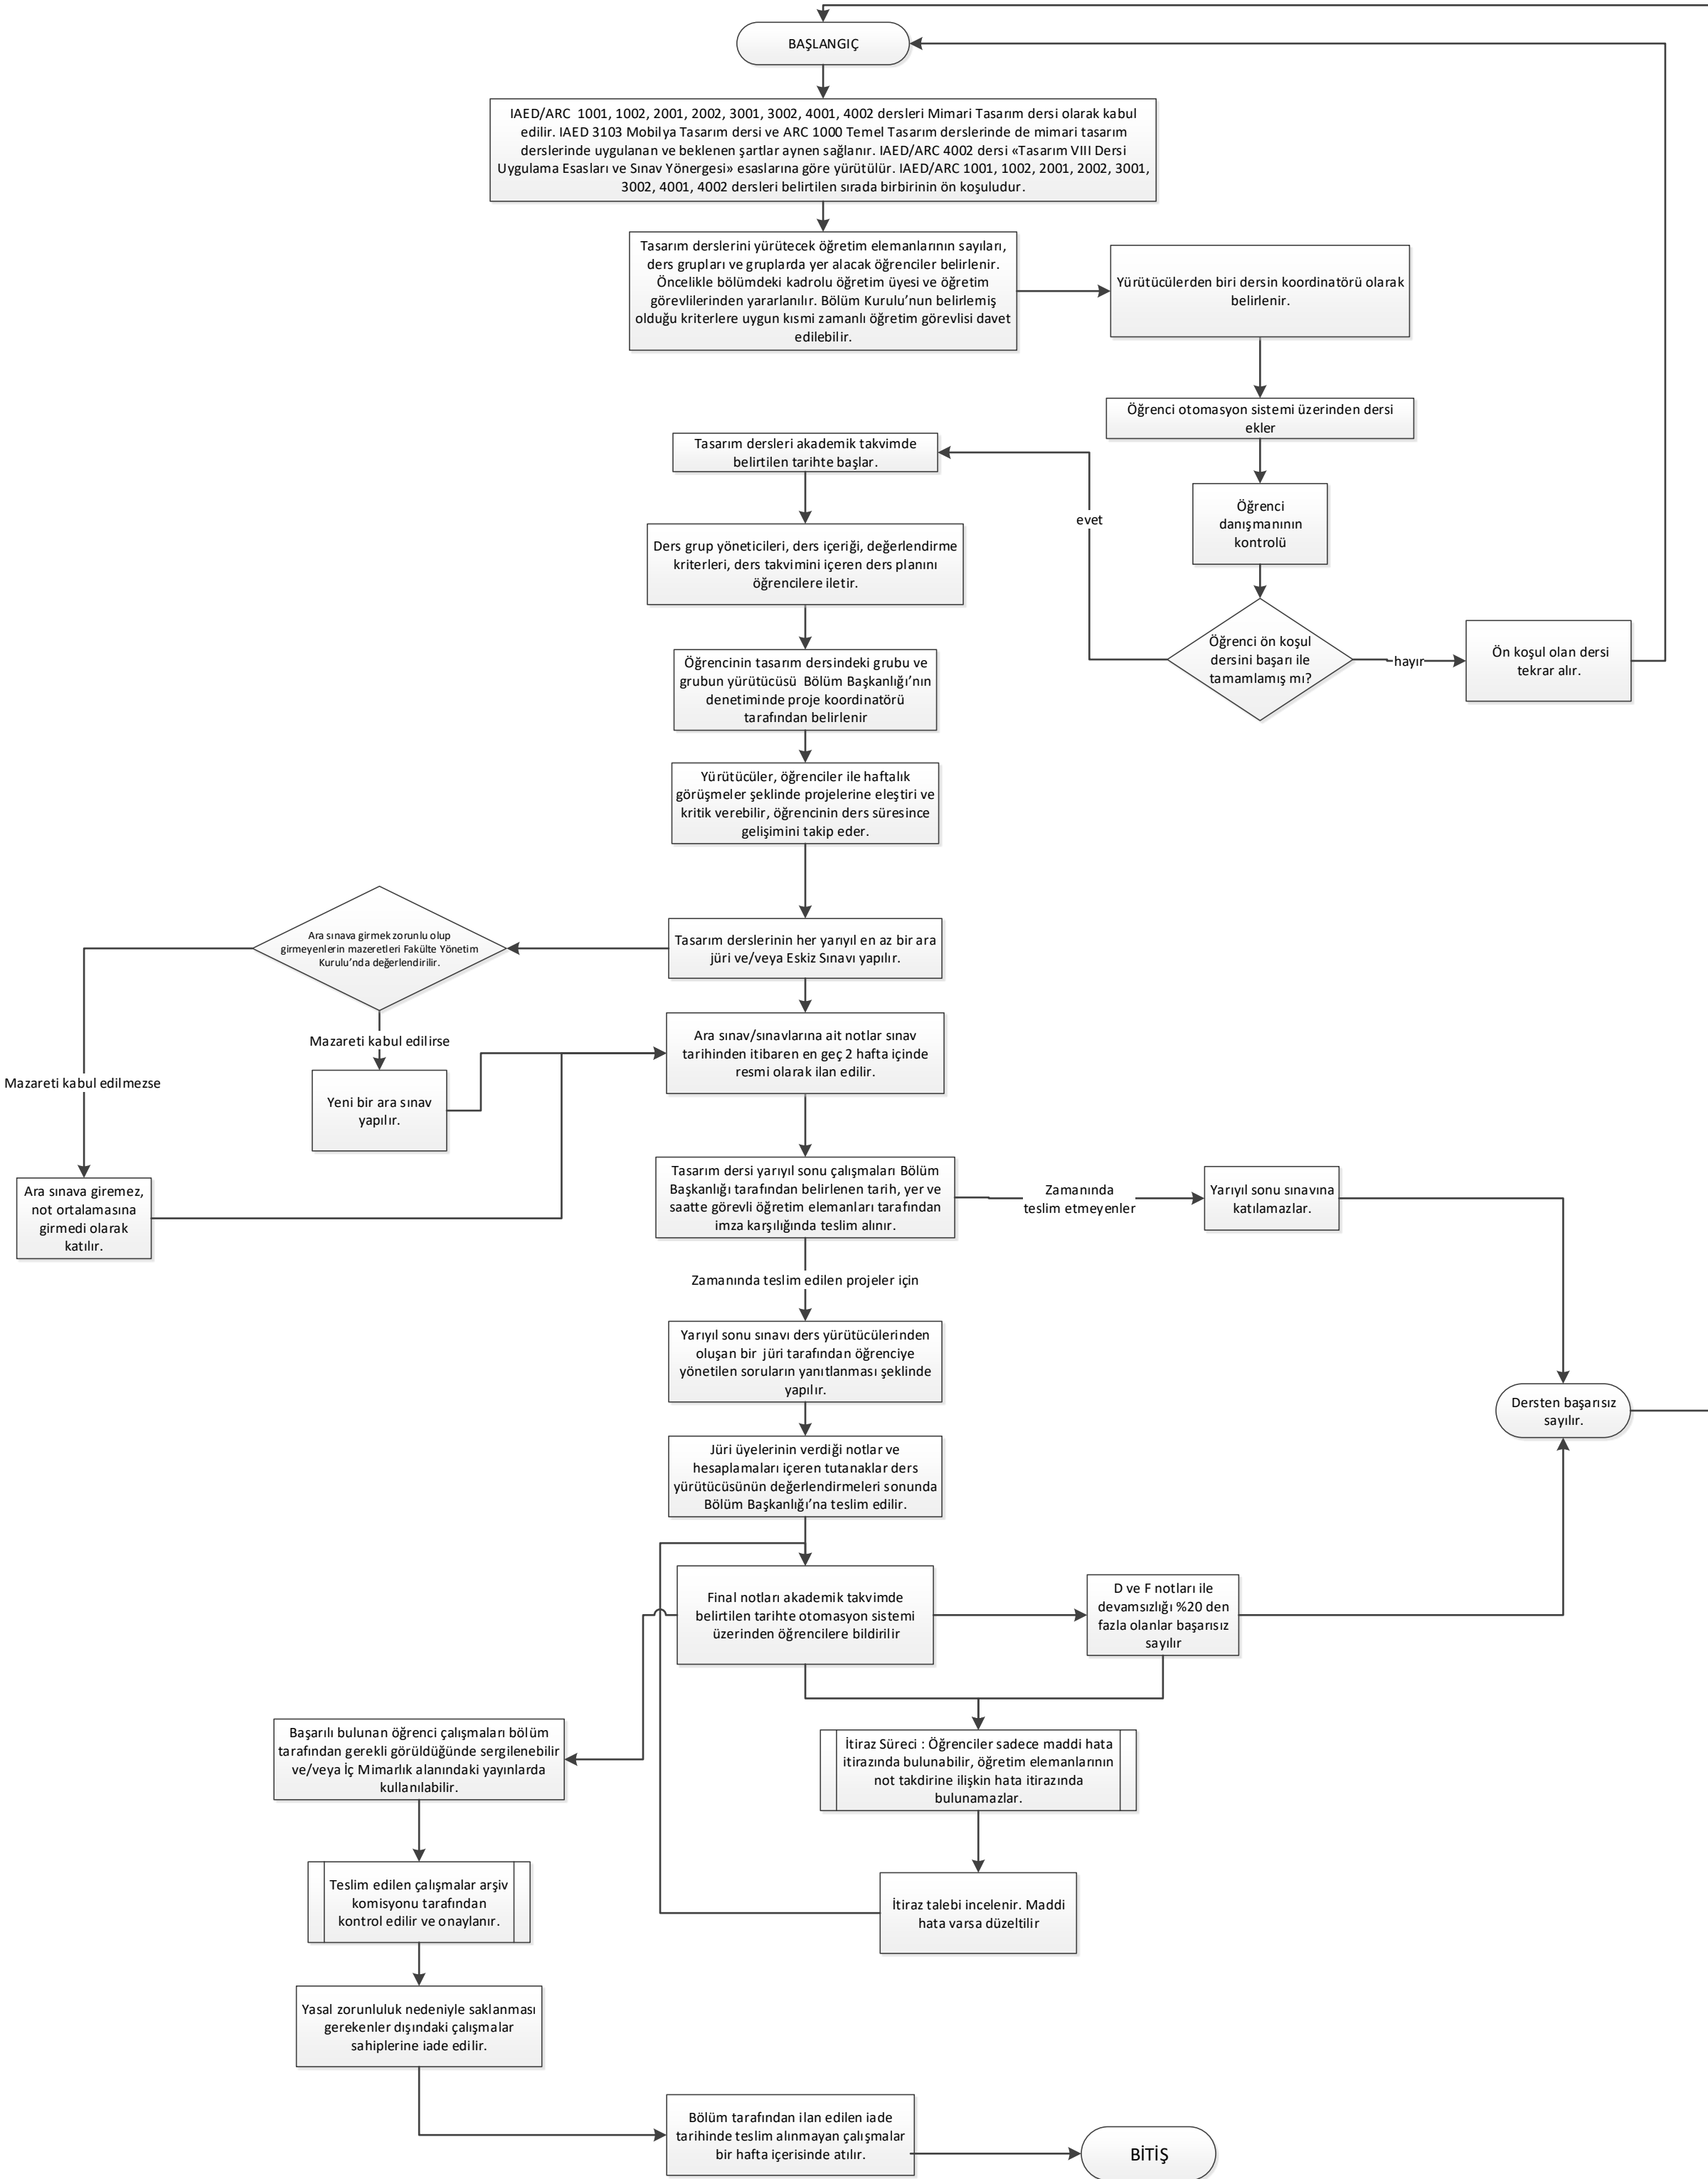 BAŞLANGIÇ
IAED/ARC 1001, 1002, 2001, 2002, 3001, 3002, 4001, 4002 dersleri Mimari Tasarım dersi olarak kabul
edilir. IAED 3103 Mobilya Tasarım dersi ve ARC 1000 Temel Tasarım derslerinde de mimari tasarım
derslerinde uygulanan ve beklenen şartlar aynen sağlanır. IAED/ARC 4002 dersi «Tasarım VIII Dersi
Uygulama Esasları ve Sınav Yönergesi» esaslarına göre yürütülür. IAED/ARC 1001, 1002, 2001, 2002, 3001,
3002, 4001, 4002 dersleri belirtilen sırada birbirinin ön koşuludur.
Tasarım derslerini yürütecek öğretim elemanlarının sayıları,
ders grupları ve gruplarda yer alacak öğrenciler belirlenir.
Öncelikle bölümdeki kadrolu öğretim üyesi ve öğretim
görevlilerinden yararlanılır. Bölüm Kurulu’nun belirlemiş
olduğu kriterlere uygun kısmi zamanlı öğretim görevlisi davet
edilebilir.
Yürütücülerden biri dersin koordinatörü olarak
belirlenir.
Öğrenci otomasyon sistemi üzerinden dersi
ekler
Öğrenci
danışmanının
kontrolü
Öğrenci ön koşul
dersini başarı ile
tamamlamış mı?
hayır
Ön koşul olan dersi
tekrar alır.
evet
Tasarım dersleri akademik takvimde
belirtilen tarihte başlar.
Ders grup yöneticileri, ders içeriği, değerlendirme
kriterleri, ders takvimini içeren ders planını
öğrencilere iletir.
Öğrencinin tasarım dersindeki grubu ve
grubun yürütücüsü Bölüm Başkanlığı’nın
denetiminde proje koordinatörü
tarafından belirlenir
Yürütücüler, öğrenciler ile haftalık
görüşmeler şeklinde projelerine eleştiri ve
kritik verebilir, öğrencinin ders süresince
gelişimini takip eder.
Tasarım derslerinin her yarıyıl en az bir ara
jüri ve/veya Eskiz Sınavı yapılır.
Ara sınava girmek zorunlu olup
girmeyenlerin mazeretleri Fakülte Yönetim
Kurulu’nda değerlendirilir.
Mazareti kabul edilirse
Mazareti kabul edilmezse
Yeni bir ara sınav
yapılır.
Ara sınava giremez,
not ortalamasına
girmedi olarak
katılır.
Ara sınav/sınavlarına ait notlar sınav
tarihinden itibaren en geç 2 hafta içinde
resmi olarak ilan edilir.
Tasarım dersi yarıyıl sonu çalışmaları Bölüm
Başkanlığı tarafından belirlenen tarih, yer ve
saatte görevli öğretim elemanları tarafından
imza karşılığında teslim alınır.
Zamanında
teslim etmeyenler
Yarıyıl sonu sınavına
katılamazlar.
Zamanında teslim edilen projeler için
Yarıyıl sonu sınavı ders yürütücülerinden
oluşan bir jüri tarafından öğrenciye
yönetilen soruların yanıtlanması şeklinde
yapılır.
Dersten başarısız
sayılır.
Jüri üyelerinin verdiği notlar ve
hesaplamaları içeren tutanaklar ders
yürütücüsünün değerlendirmeleri sonunda
Bölüm Başkanlığı’na teslim edilir.
Final notları akademik takvimde
belirtilen tarihte otomasyon sistemi
üzerinden öğrencilere bildirilir
D ve F notları ile
devamsızlığı %20 den
fazla olanlar başarısız
sayılır
Başarılı bulunan öğrenci çalışmaları bölüm
tarafından gerekli görüldüğünde sergilenebilir
ve/veya İç Mimarlık alanındaki yayınlarda
kullanılabilir.
İtiraz Süreci : Öğrenciler sadece maddi hata
itirazında bulunabilir, öğretim elemanlarının
not takdirine ilişkin hata itirazında
bulunamazlar.
Teslim edilen çalışmalar arşiv
komisyonu tarafından
kontrol edilir ve onaylanır.
İtiraz talebi incelenir. Maddi
hata varsa düzeltilir
Yasal zorunluluk nedeniyle saklanması
gerekenler dışındaki çalışmalar
sahiplerine iade edilir.
Bölüm tarafından ilan edilen iade
tarihinde teslim alınmayan çalışmalar
bir hafta içerisinde atılır.
BİTİŞ